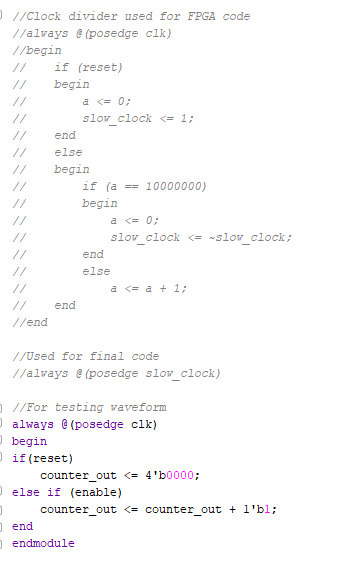 //Clock divider used for FPGA code
//always @(posedge clk)
//begin
//    if (reset)
//    begin
//        a <= 0;
//        slow_clock <= 1;
//    end
//    else
//    begin
//        if (a == 10000000)
//        begin
//            a <= 0;
//            slow_clock <= ~slow_clock;
//        end
//        else
//            a <= a + 1;
//    end
//end

//Used for final code
//always @(posedge slow_clock)

//For testing waveform
always @(posedge clk)
begin
if(reset)
    counter_out <= 4'b0000;
else if (enable)
    counter_out <= counter_out + 1'b1;
end
endmodule